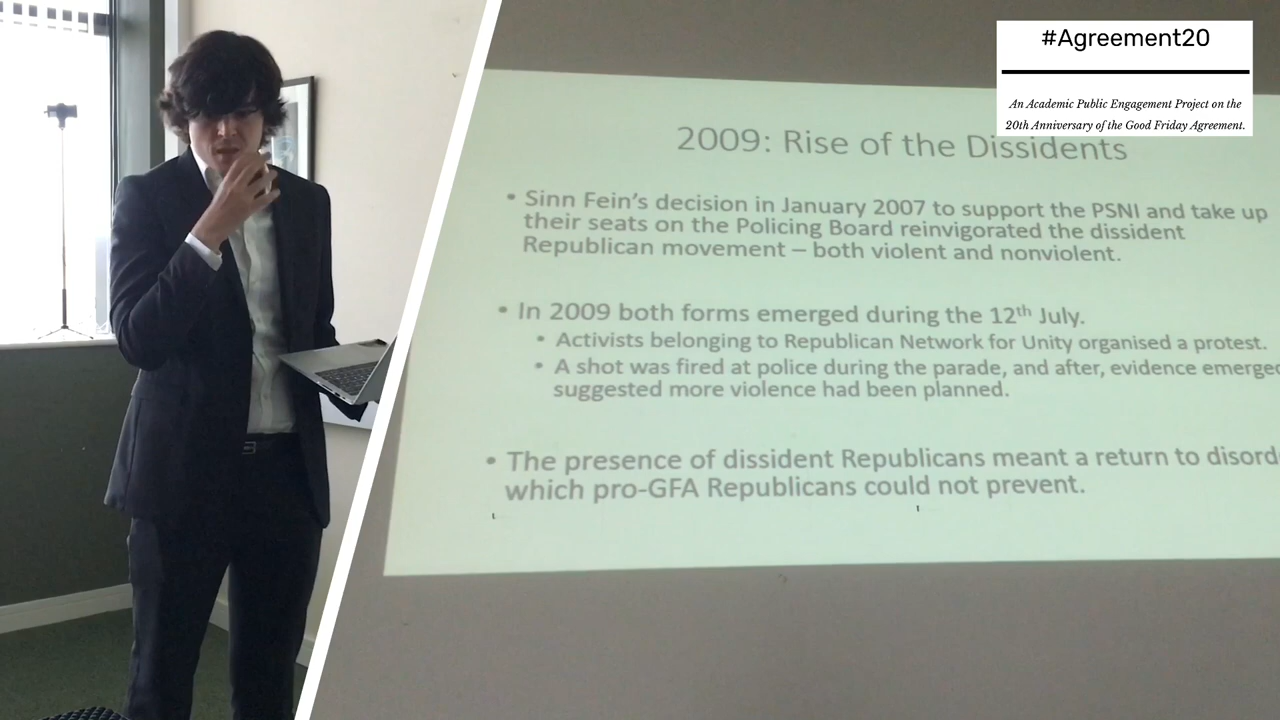 #Agreement20
An Academic Public Engagement Project on the
20th Anniversary of the Good Friday Agreement.
2009: Rise of the Dissidents
• Sinn Fein's decision in January 2007 to support the PSNI and take up
their seats on the Policing Board reinvigorated the dissident
Republican movement – both violent and nonviolent.
• In 2009 both forms emerged during the 12th July.
• Activists belonging to Republican Network for Unity organised a protest.
• A shot was fired at police during the parade, and after, evidence emerged
suggested more violence had been planned.
• The presence of dissident Republicans meant a return to disord
which pro-GFA Republicans could not prevent.